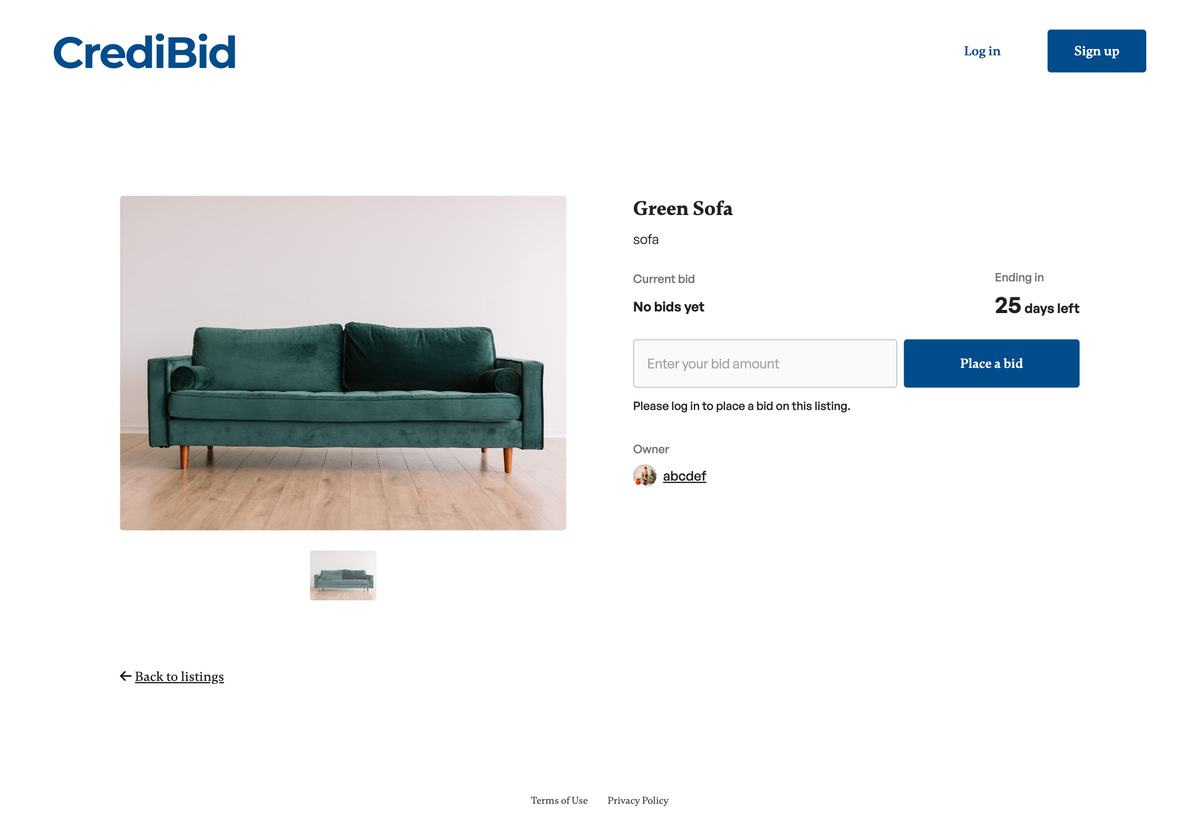 CrediBid
Log in
Sign up
Green Sofa
sofa
Current bid
Ending in
No bids yet
25 days left
Enter your bid amount
Place a bid
Please log in to place a bid on this listing.
Owner
abcdef
Back to listings
Terms of Use
Privacy Policy